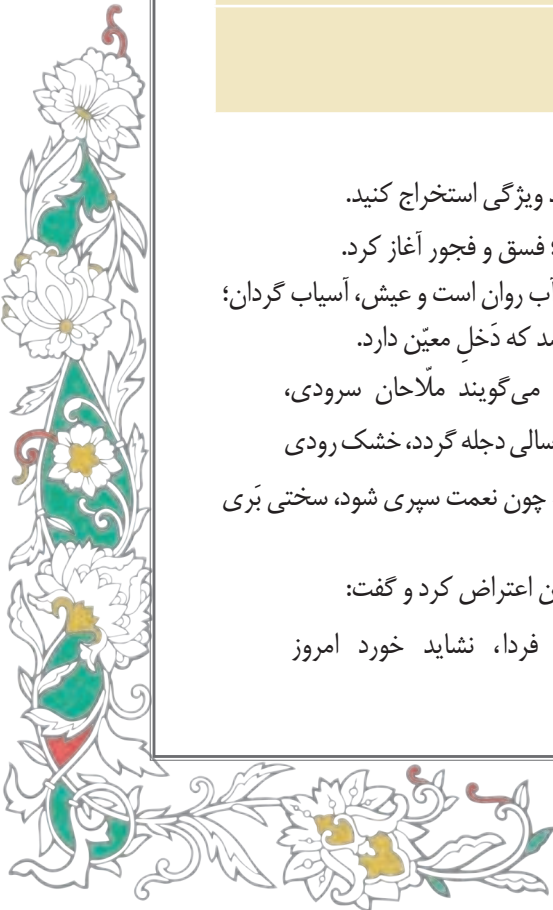 ویژگی استخراج کنید.
فسق و فجور آغاز کرد.
آب روان است و عیش، آسیاب گردان؛
که دَخلِ معیّن دارد.
می‌گویند ملّاحان سرودی،
سالی دجله گردد، خشک رودی
چون نعمت سپری شود، سختی بَری
اعتراض کرد و گفت:
فردا، نشاید خورد امروز